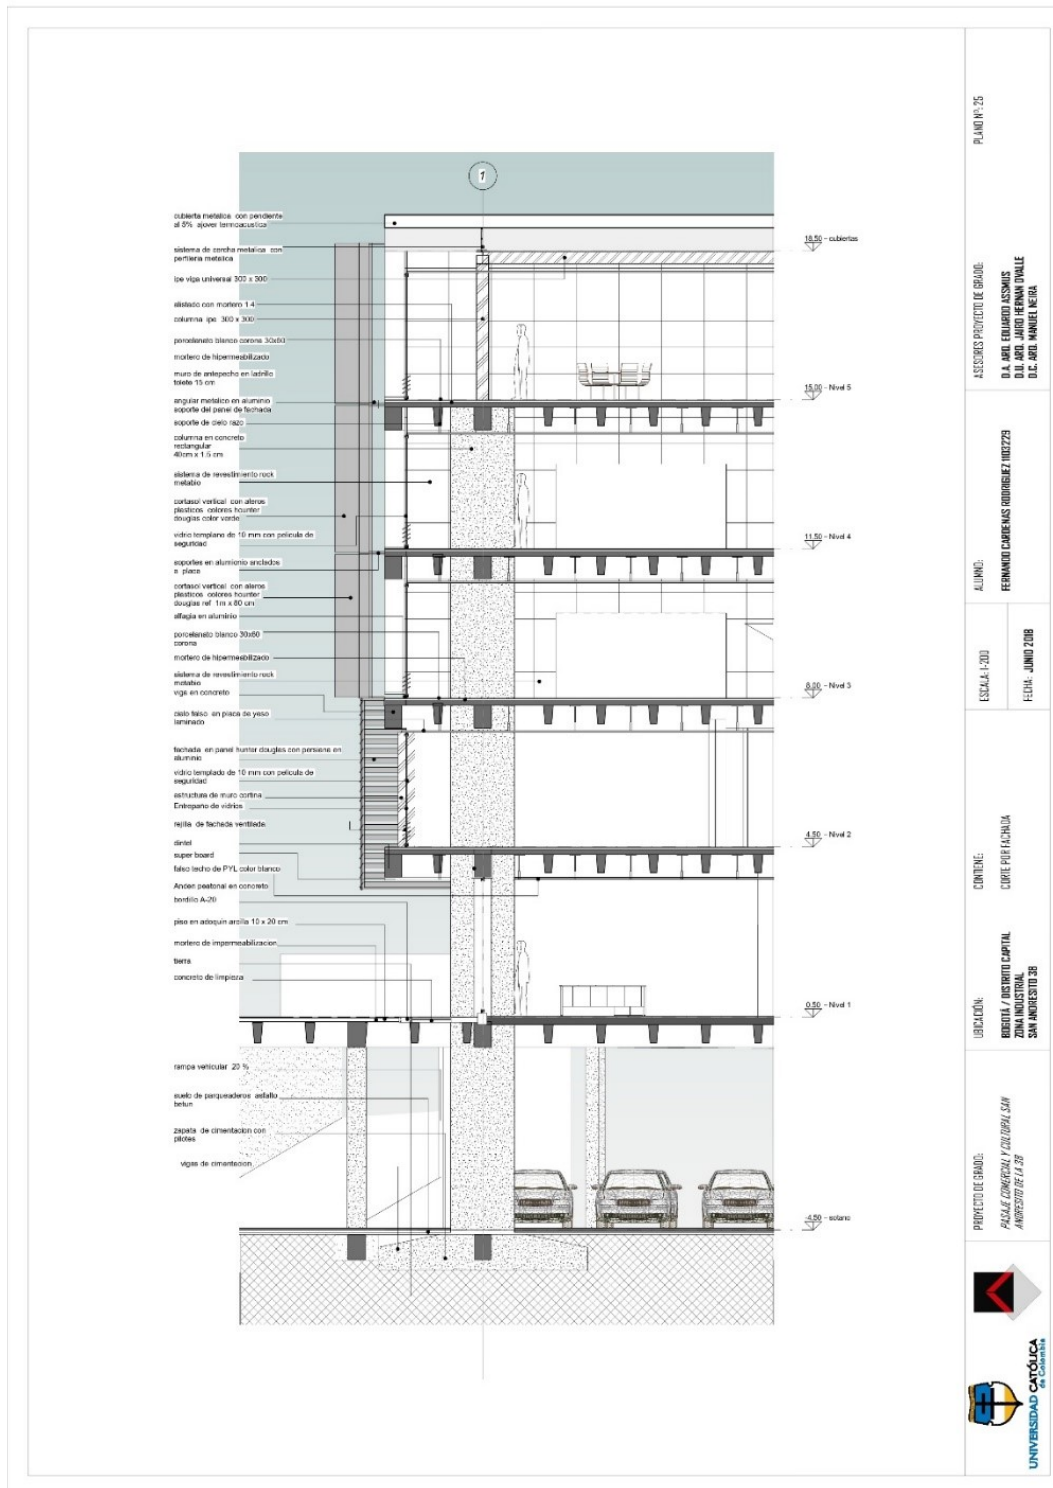 1
cubierta metalica con pendiente
al 5% ajover termoacustica
sistema de cercha metalica con
perfileria metalica
ipe viga universal 300 x 300
alistado con mortero 1:4
columna ipe 300 x 300
porcelanato blanco corona 30x60
mortero de hipermeabilizado
muro de antepecho en ladrillo
tolete 15 cm
angular metalico en aluminio
soporte del panel de fachada
soporte de cielo razo
columna en concreto
rectangular
40cm x 1.5 cm
sistema de revestimiento rock
metabio
cortasol vertical con aleros
plasticos colores hounter
douglas color verde
vidrio templano de 10 mm con pelicula de
seguridad
soportes en alumionio anclados
a placa
cortasol vertical con aleros
plasticos colores hounter
douglas ref 1m x 80 cm
alfagia en aluminio
porcelanato blanco 30x60
corona
mortero de hipermeabilizado
sistema de revestimiento rock
metabio
viga en concreto
cielo falso en placa de yeso
laminado
fachada en panel hunter douglas con persiana en
aluminio
vidrio templado de 10 mm con pelicula de
seguridad
estructura de muro cortina
Entrepaño de vidrios
rejilla de fachada ventilada
dintel
super board
falso techo de PYL color blanco
Anden peatonal en concreto
bordillo A-20
piso en adoquin arcilla 10 x 20 cm
mortero de impermeabilizacion
tierra
concreto de limpieza
rampa vehicular 20 %
suelo de parqueaderos asfalto
betun
zapata de cimentacion con
pilotes
vigas de cimentacion
18.50 - cubiertas
15.00 - Nivel 5
11.50 - Nivel 4
8.00 - Nivel 3
4.50 - Nivel 2
0.50 - Nivel 1
-4.50 - sotano
PLANO Nº: 25
ASESORES PROYECTO DE GRADO:
D.A. ARQ. EDUARDO ASSMUS
D.U. ARQ. JAIRO HERNAN OVALLE
D.C. ARQ. MANUEL NEIRA
ALUMNO:
FERNANDO CARDENAS RODRIGUEZ 1103229
ESCALA: 1-200
FECHA: JUNIO 2018
CONTIENE:
CORTE POR FACHADA
UBICACIÓN:
BOGOTÁ / DISTRITO CAPITAL
ZONA INDUSTRIAL
SAN ANDRESITO 38
PROYECTO DE GRADO:
PASAJE COMERCIAL Y CULTURAL SAN
ANDRESITO DE LA 38
UNIVERSIDAD CATÓLICA
de Colombia